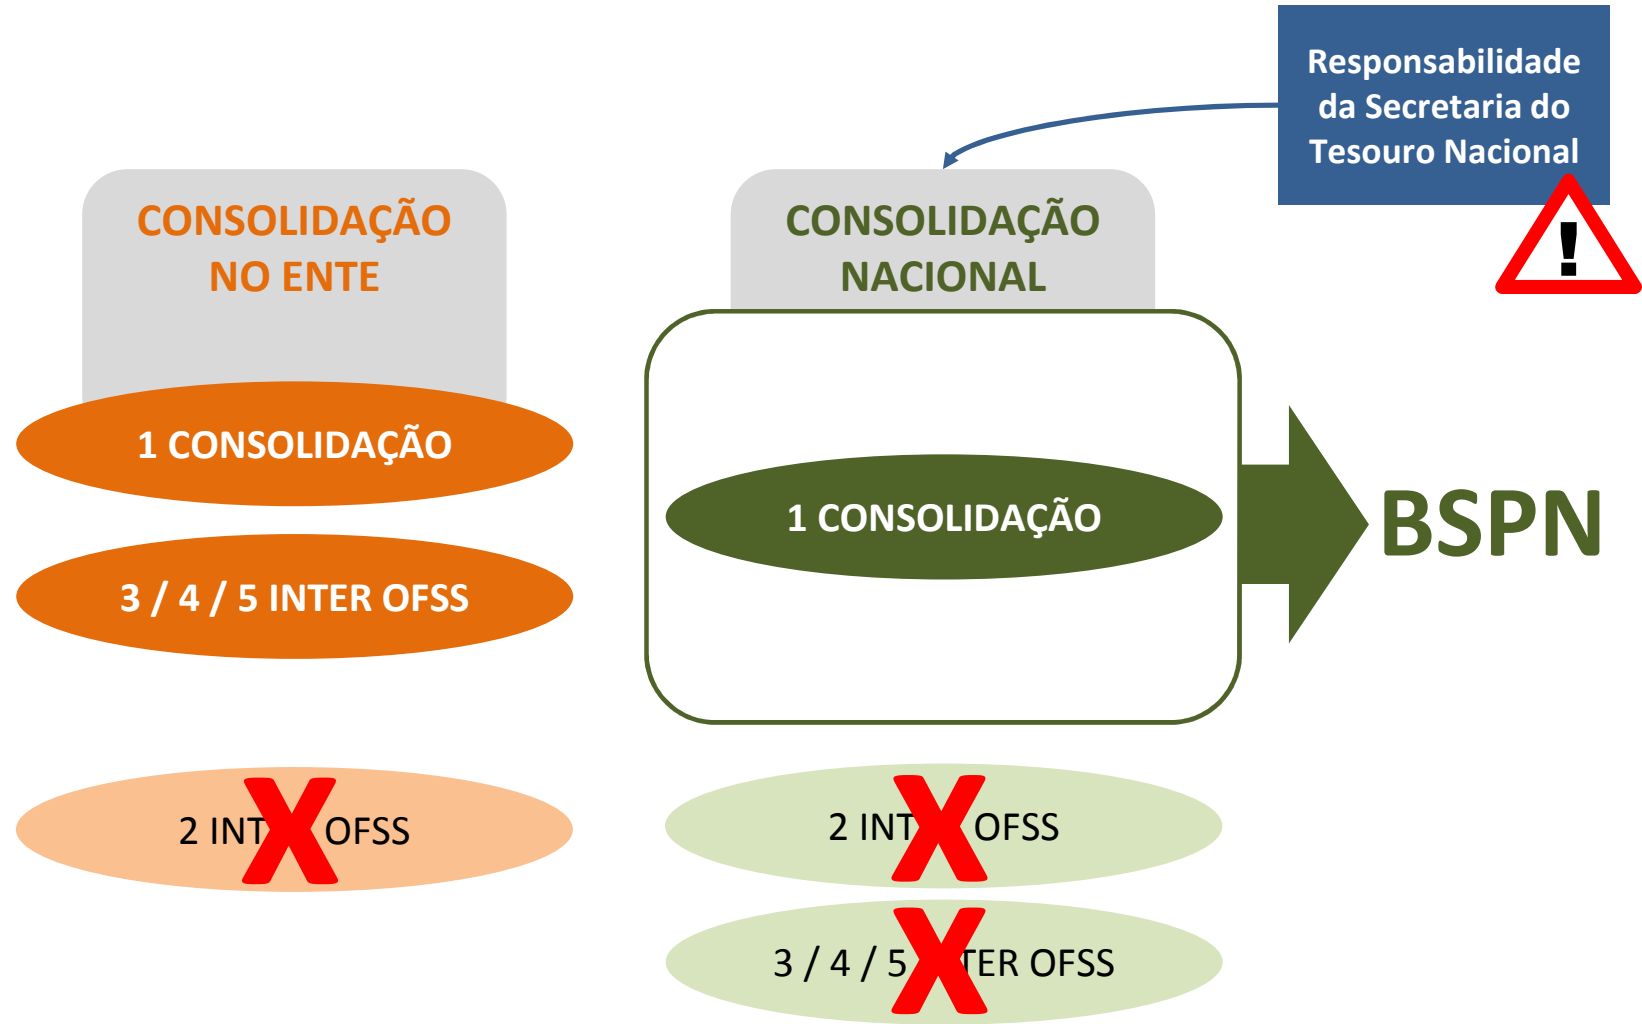 Responsabilidade
da Secretaria do
Tesouro Nacional
!
CONSOLIDAÇÃO
NO ENTE
1 CONSOLIDAÇÃO
3 / 4 / 5 INTER OFSS
2 INT X OFSS
CONSOLIDAÇÃO
NACIONAL
1 CONSOLIDAÇÃO
BSPN
2 INT X OFSS
3 / 4 / 5 X TER OFSS